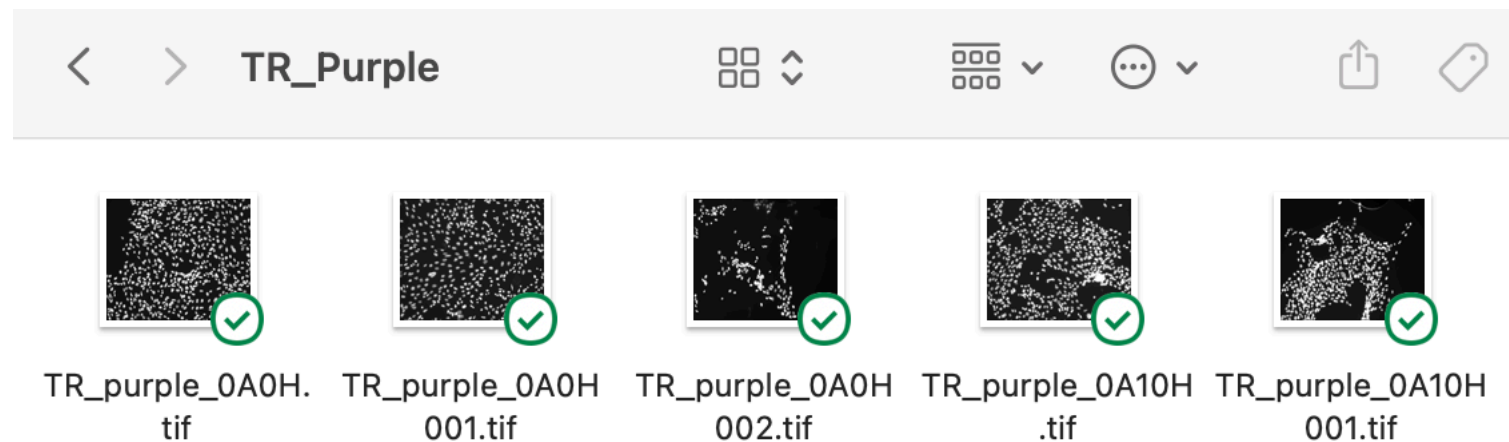 TR_Purple
TR_purple_0A0H.
tif
TR_purple_0A0H
001.tif
TR_purple_0A0H
002.tif
TR_purple_0A10H
.tif
TR_purple_0A10H
001.tif